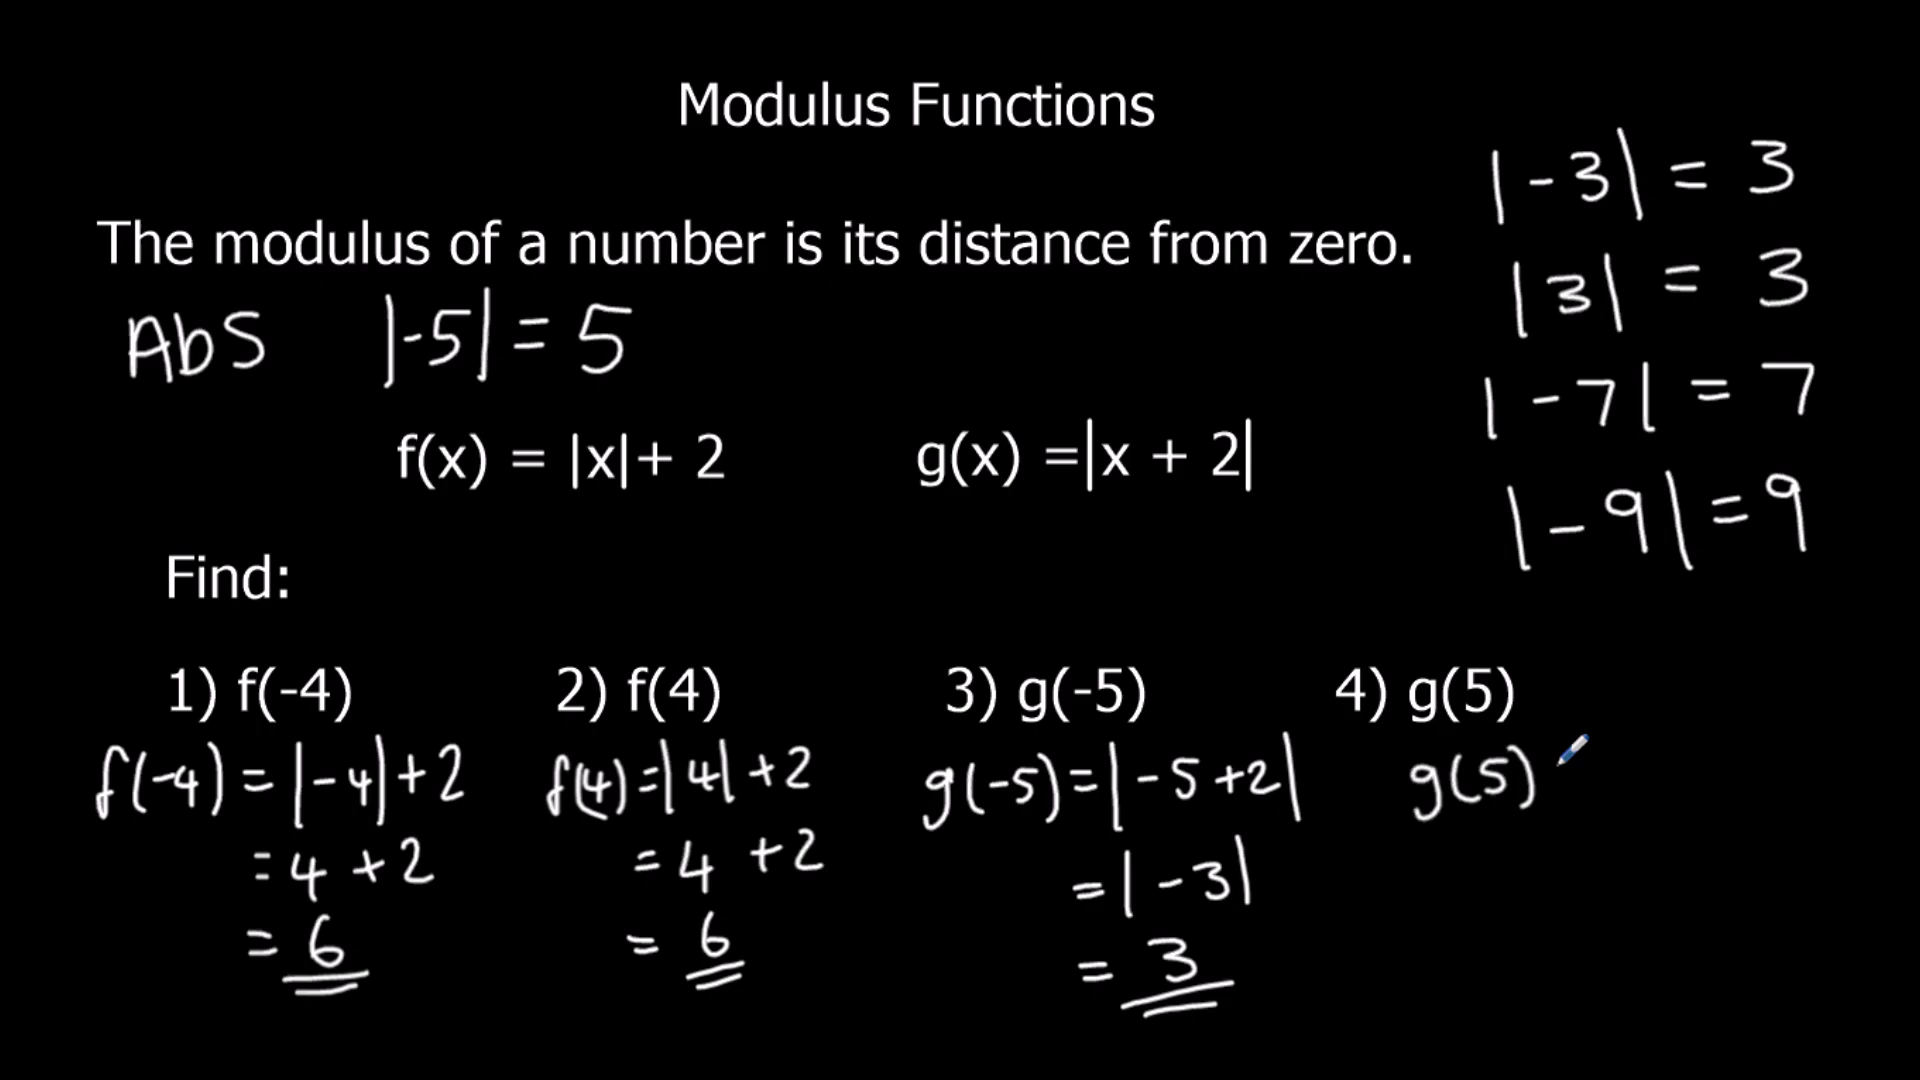 Modulus Functions
|-3| = 3
The modulus of a number is its distance from zero.
|3| = 3
Abs |-5| = 5
|-7| = 7
f(x) = |x|+ 2 g(x) =|x + 2|
|-9| = 9
Find:
1) f(-4) 2) f(4) 3) g(-5) 4) g(5)
f(-4) = |-4| + 2 f(4) = |4| + 2 g(-5) = |-5 + 2| g(5)
= 4 + 2 = 4 + 2 = |-3|
= 6 = 6 = 3